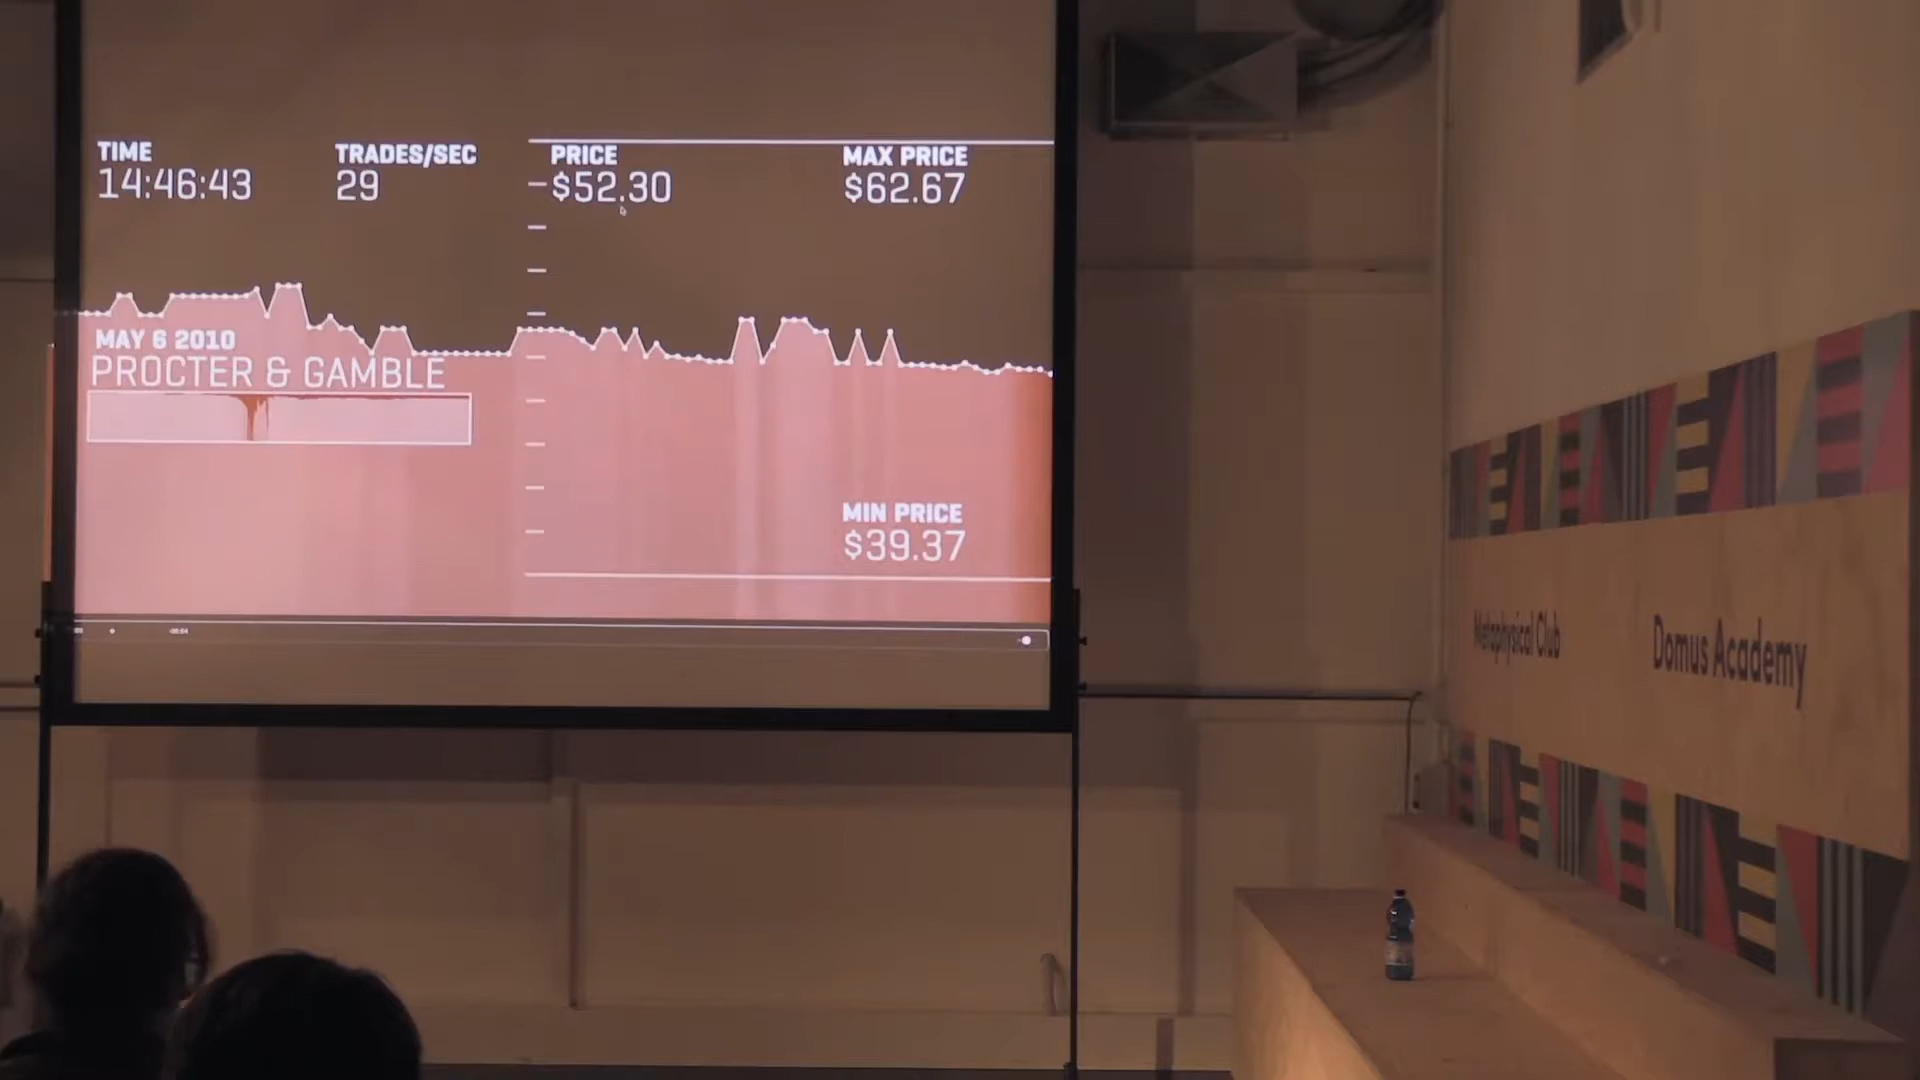 TIME
14:46:43
TRADES/SEC
29
PRICE
$52.30
MAX PRICE
$62.67
MAY 6 2010
PROCTER & GAMBLE
MIN PRICE
$39.37
Metaphysical Club
Domus Academy